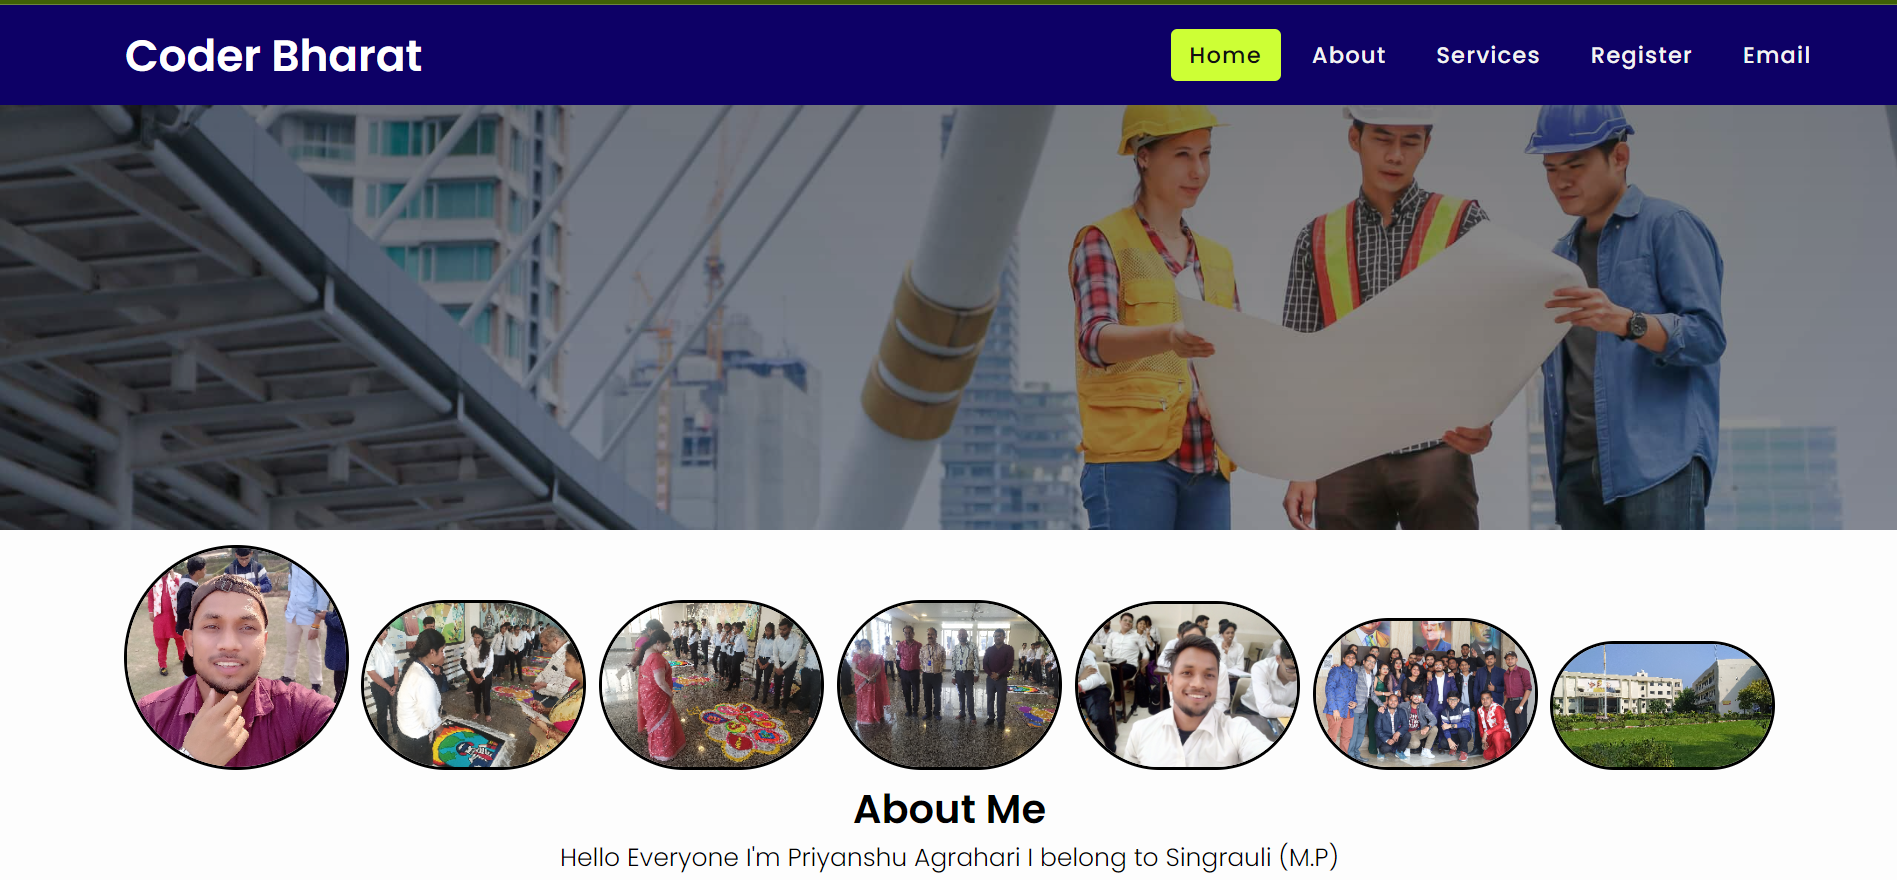 Coder Bharat
Home About Services Register Email
About Me
Hello Everyone I'm Priyanshu Agrahari I belong to Singrauli (M.P)